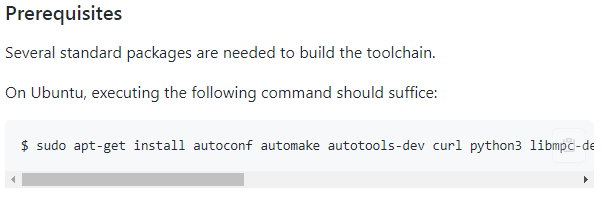 Prerequisites
Several standard packages are needed to build the toolchain.
On Ubuntu, executing the following command should suffice:
$ sudo apt-get install autoconf automake autotools-dev curl python3 libmpc-de